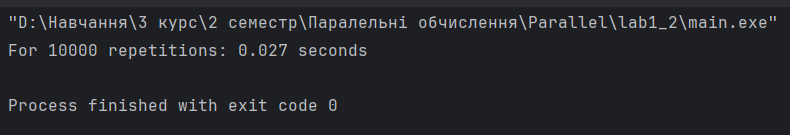 "D:\Навчання\3 курс\2 семестр\Паралельні обчислення\Parallel\lab1_2\main.exe"
For 10000 repetitions: 0.027 seconds
Process finished with exit code 0